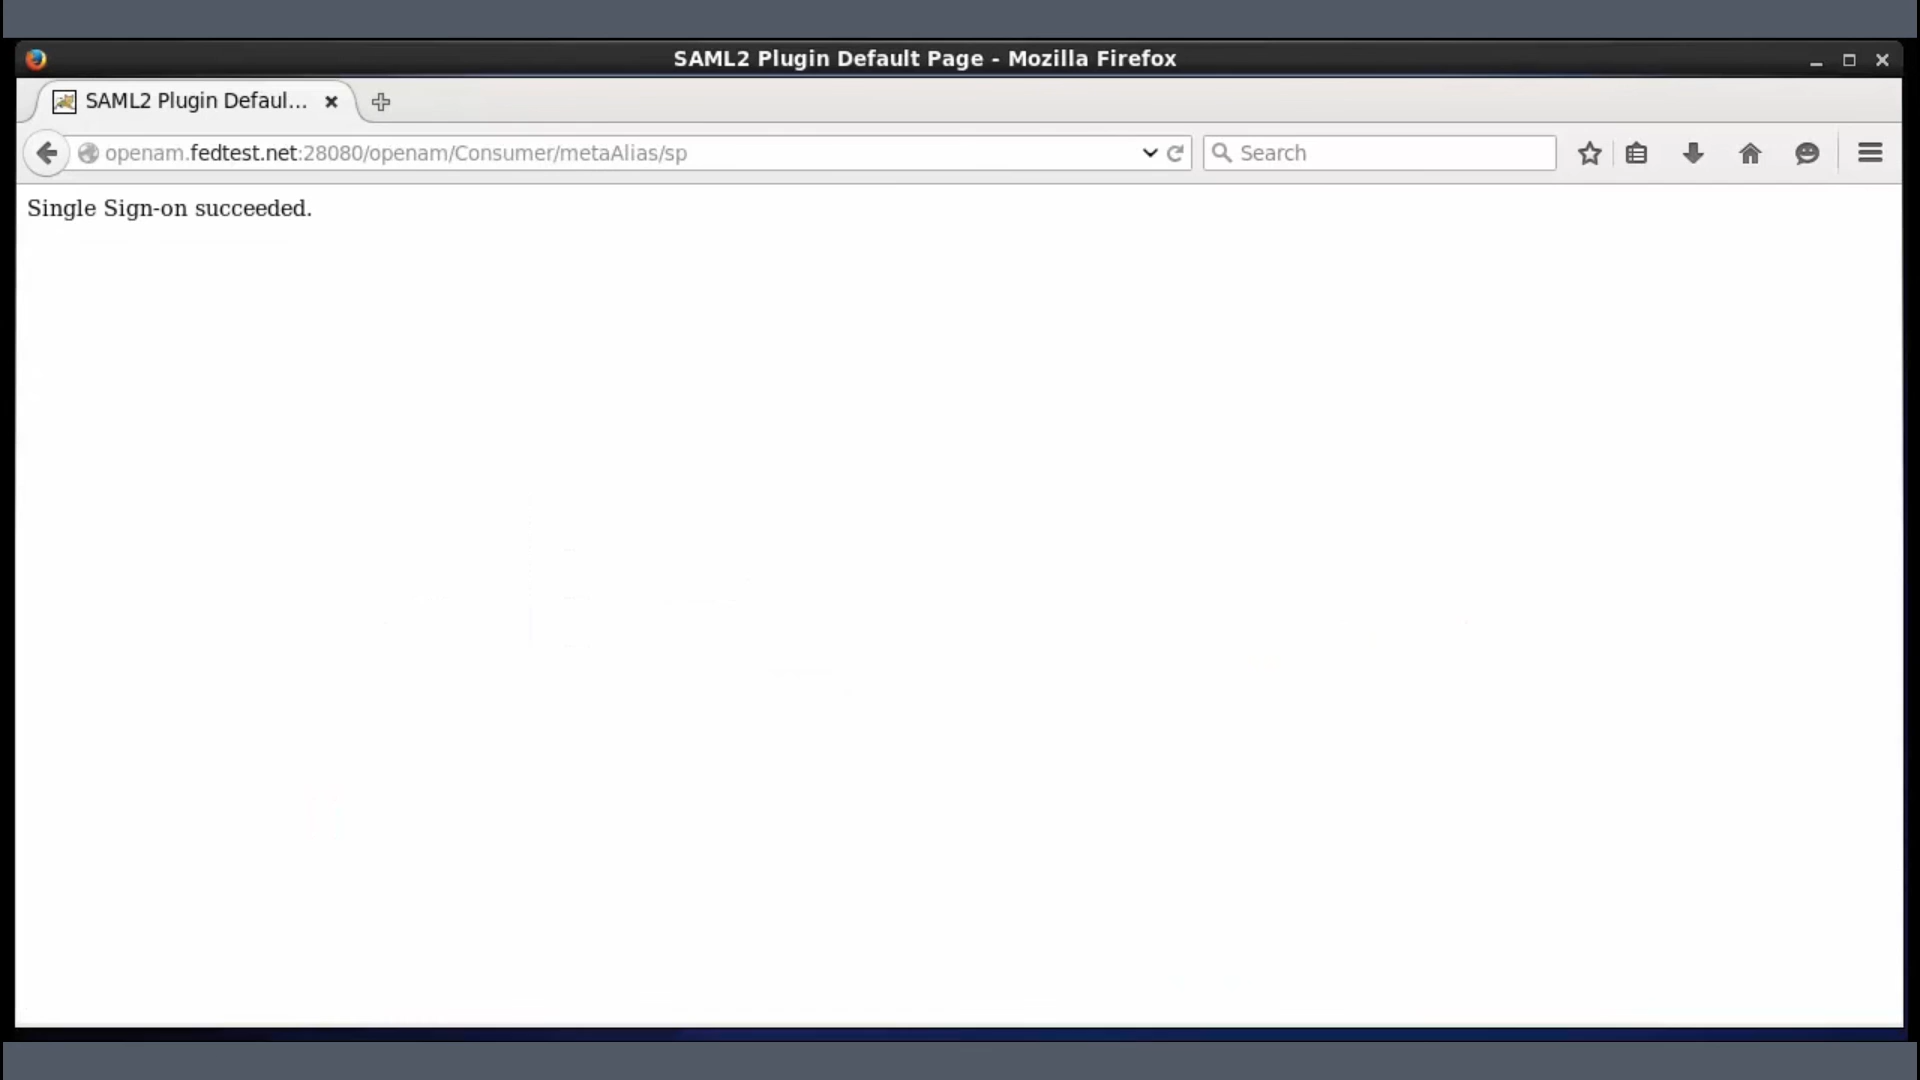 SAML2 Plugin Default Page - Mozilla Firefox
SAML2 Plugin Defaul...
openam.fedtest.net:28080/openam/Consumer/metaAlias/sp
Search
Single Sign-on succeeded.